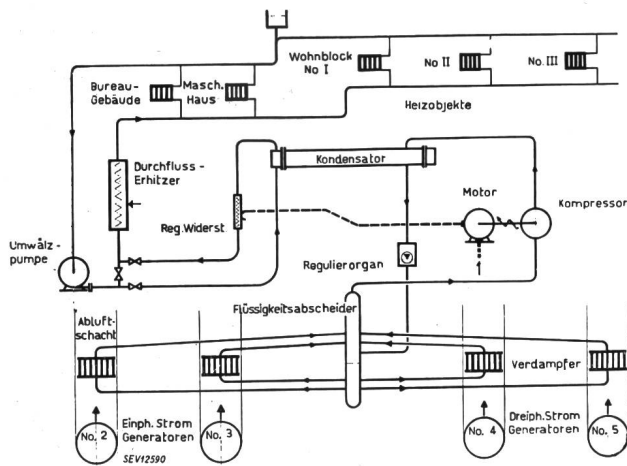 Wohnblock
No I
No II
No. III
Bureau-
Gebäude
Masch.
Haus
Heizobjekte
Durchfluss-
Erhitzer
Kondensator
Motor
Kompressor
Reg. Widerst.
Umwälz-
pumpe
Regulierorgan
Flüssigkeitsabscheider
Abluft-
schacht
Verdampfer
No. 2
Einph. Strom
Generatoren
No. 3
No. 4
Dreiph. Strom
Generatoren
No. 5
SEV12590